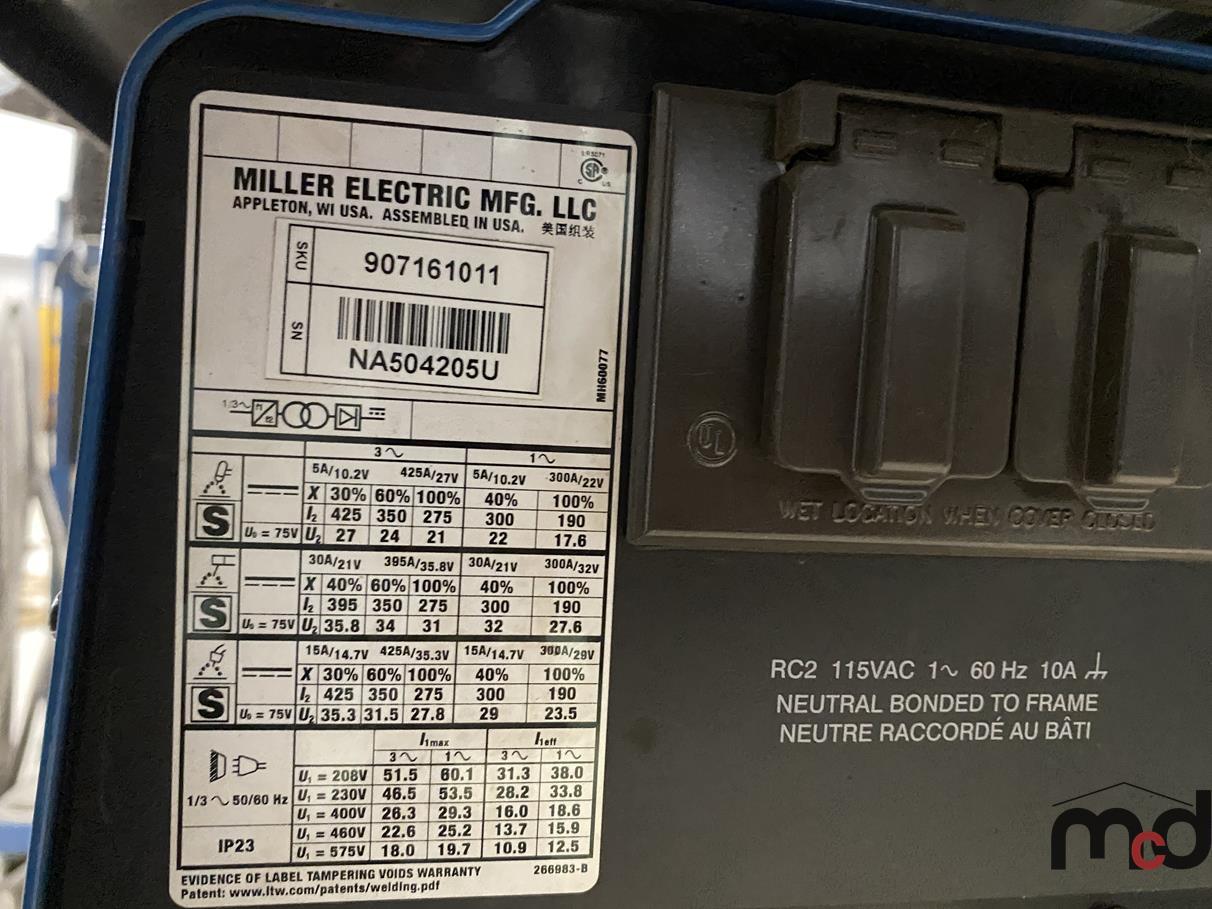 LR3071
SA®
C US
MILLER ELECTRIC MFG. LLC
APPLETON, WI USA. ASSEMBLED IN USA. 美国组装
SKU 907161011
SN NA504205U
MH60077
1/3~ f1 f2
3~ 1~
5A/10.2V 425A/27V 5A/10.2V 300A/22V
X 30% 60% 100% 40% 100%
S I2 425 350 275 300 190
U0 = 75V U2 27 24 21 22 17.6
30A/21V 395A/35.8V 30A/21V 300A/32V
X 40% 60% 100% 40% 100%
S I2 395 350 275 300 190
U0 = 75V U2 35.8 34 31 32 27.6
15A/14.7V 425A/35.3V 15A/14.7V 300A/29V
X 30% 60% 100% 40% 100%
S I2 425 350 275 300 190
U0 = 75V U2 35.3 31.5 27.8 29 23.5
I1max I1eff
3~ 1~ 3~ 1~
U1 = 208V 51.5 60.1 31.3 38.0
1/3 ~ 50/60 Hz U1 = 230V 46.5 53.5 28.2 33.8
U1 = 400V 26.3 29.3 16.0 18.6
IP23 U1 = 460V 22.6 25.2 13.7 15.9
U1 = 575V 18.0 19.7 10.9 12.5
EVIDENCE OF LABEL TAMPERING VOIDS WARRANTY 266983-B
Patent: www.itw.com/patents/welding.pdf
UL
WET LOCATION WHEN COVER CLOSED
RC2 115VAC 1~ 60 Hz 10A
NEUTRAL BONDED TO FRAME
NEUTRE RACCORDÉ AU BÂTI
mcd